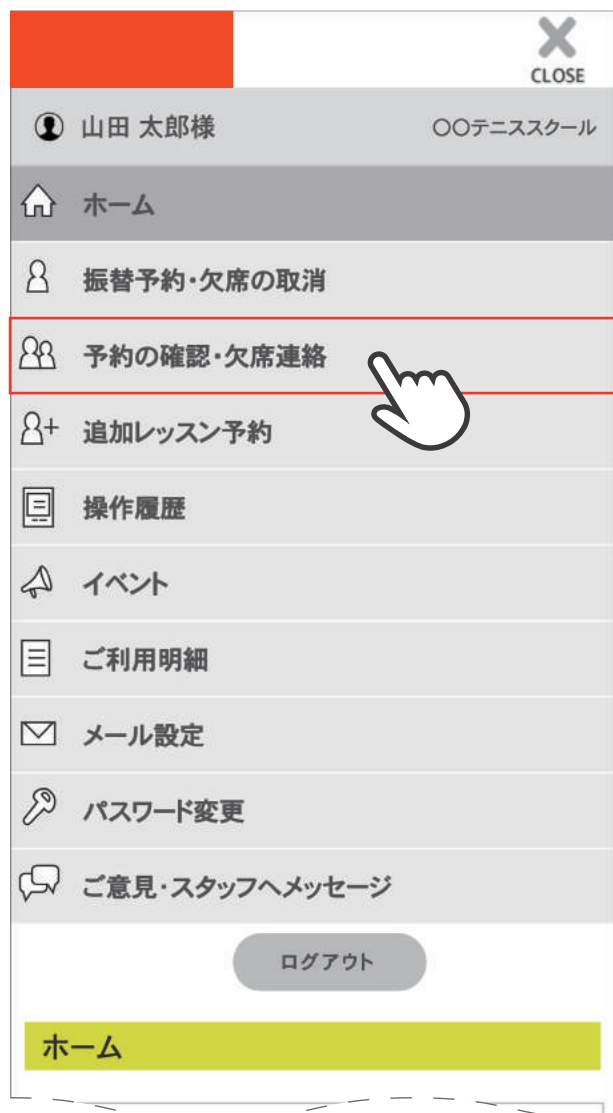 CLOSE
山田 太郎様 〇〇テニススクール
ホーム
振替予約・欠席の取消
予約の確認・欠席連絡
追加レッスン予約
操作履歴
イベント
ご利用明細
メール設定
パスワード変更
ご意見・スタッフへメッセージ
ログアウト
ホーム